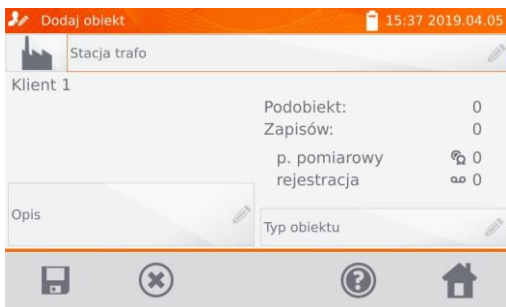 Dodaj obiekt 15:37 2019.04.05
Stacja trafo
Klient 1
Podobiekt: 0
Zapisów: 0
p. pomiarowy 0
rejestracja 0
Opis
Typ obiektu
?